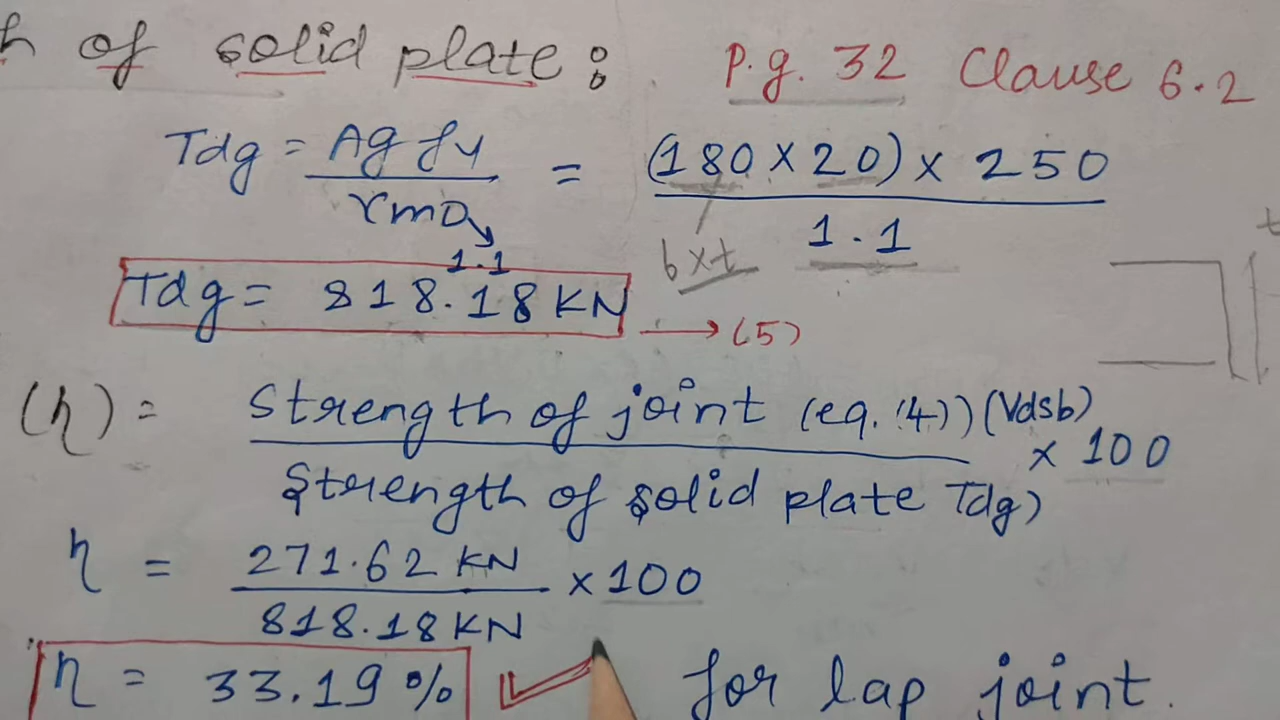 of solid plate : P.g. 32 Clause 6.2
Tdg = Ag fy / γm0 = (180 × 20) × 250 / 1.1
1.1
b×t
Tdg = 818.18 KN → (5)
(η) = Strength of joint (eq. (4)) (Vdsb) / Strength of solid plate Tdg) × 100
η = 271.62 KN / 818.18 KN × 100
η = 33.19 % for lap joint.